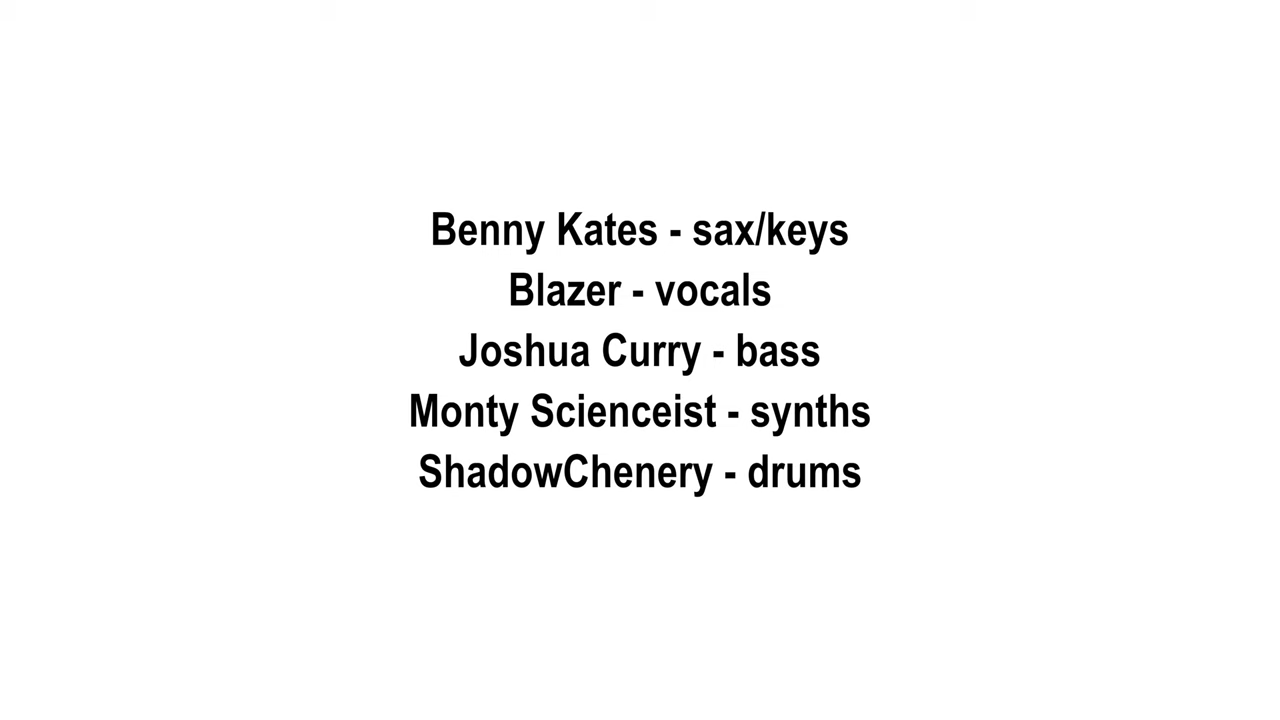 Benny Kates - sax/keys
Blazer - vocals
Joshua Curry - bass
Monty Scienceist - synths
ShadowChenery - drums